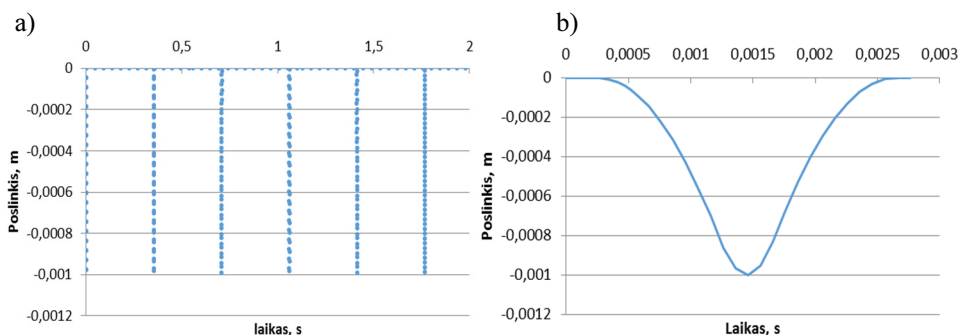 a)
0 0,5 1 1,5 2
0
-0,0002
-0,0004
-0,0006
-0,0008
-0,001
-0,0012
Poslinkis, m
laikas, s
b)
0 0,0005 0,001 0,0015 0,002 0,0025 0,003
0
-0,0002
-0,0004
-0,0006
-0,0008
-0,001
-0,0012
Poslinkis, m
Laikas, s